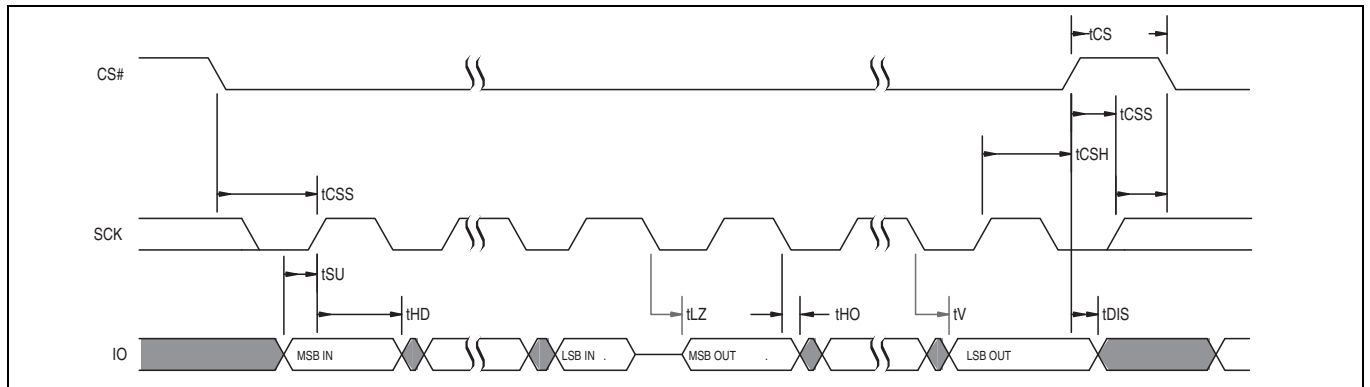 tCS
CS#
tCSS
tCSH
tCSS
SCK
tSU
tHD
tLZ
tHO
tV
tDIS
IO
MSB IN
LSB IN .
MSB OUT .
LSB OUT